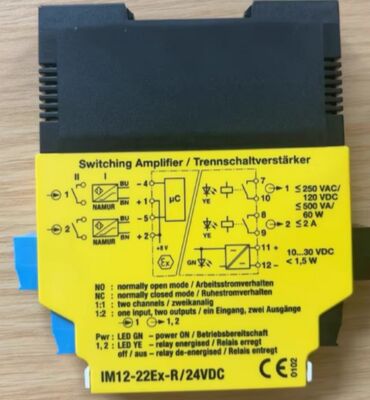 Switching Amplifier / Trennschaltverstärker
II I
1 NAMUR BU BN - 4 + 1
2 NAMUR BU BN - 5 + 2
+8V
µC
Ex
YE 7 10 1
YE 8 9 2
≤ 250 VAC/
120 VDC
≤ 500 VA/
60 W
≤ 2 A
GN 11 + 12 -
10...30 VDC
< 1,5 W
NO : normally open mode / Arbeitsstromverhalten
NC : normally closed mode / Ruhestromverhalten
1:1 : two channels / zweikanalig
1:2 : one input, two outputs / ein Eingang, zwei Ausgänge
1 1, 2
Pwr : LED GN - power ON / Betriebsbereitschaft
1, 2 : LED YE - relay energised / Relais erregt
off / aus - relay de-energised / Relais entregt
IM12-22Ex-R/24VDC
CE 0102